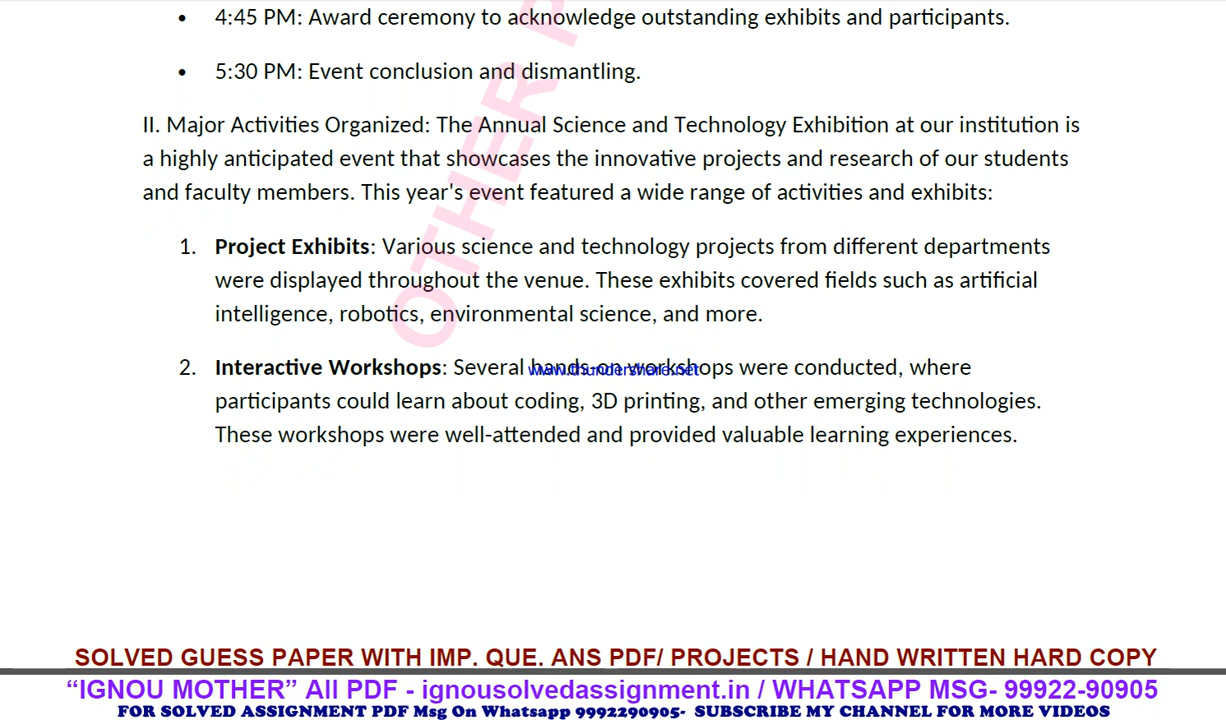 • 4:45 PM: Award ceremony to acknowledge outstanding exhibits and participants.
• 5:30 PM: Event conclusion and dismantling.
II. Major Activities Organized: The Annual Science and Technology Exhibition at our institution is
a highly anticipated event that showcases the innovative projects and research of our students
and faculty members. This year's event featured a wide range of activities and exhibits:
1. Project Exhibits: Various science and technology projects from different departments
were displayed throughout the venue. These exhibits covered fields such as artificial
intelligence, robotics, environmental science, and more.
2. Interactive Workshops: Several hands-on workshops were conducted, where
www.thundershare.net
participants could learn about coding, 3D printing, and other emerging technologies.
These workshops were well-attended and provided valuable learning experiences.
OTHER P
SOLVED GUESS PAPER WITH IMP. QUE. ANS PDF/ PROJECTS / HAND WRITTEN HARD COPY
“IGNOU MOTHER” All PDF - ignousolvedassignment.in / WHATSAPP MSG- 99922-90905
FOR SOLVED ASSIGNMENT PDF Msg On Whatsapp 9992290905- SUBSCRIBE MY CHANNEL FOR MORE VIDEOS